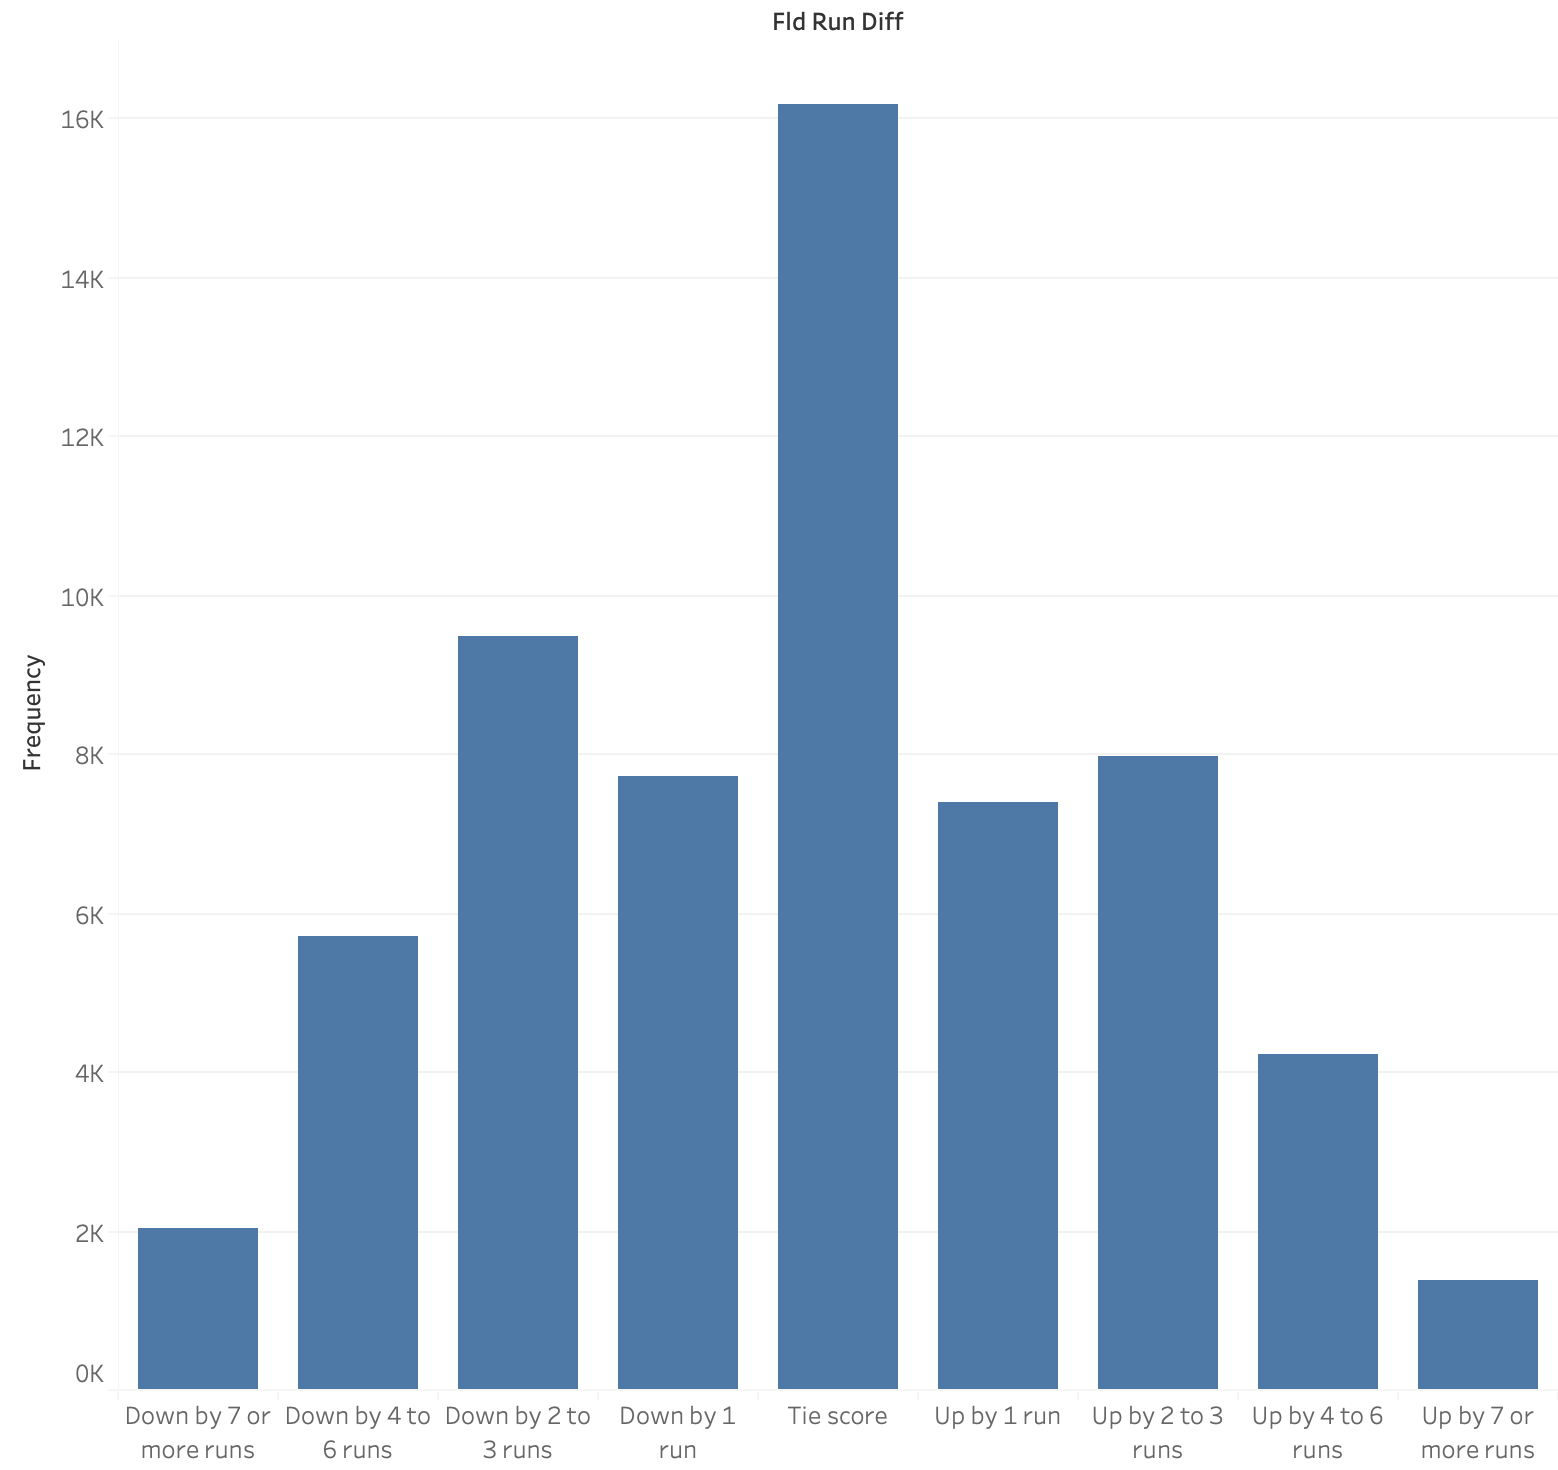 Fld Run Diff
16K
14K
12K
10K
8K
6K
4K
2K
0K
Frequency
Down by 7 or
more runs
Down by 4 to
6 runs
Down by 2 to
3 runs
Down by 1
run
Tie score
Up by 1 run
Up by 2 to 3
runs
Up by 4 to 6
runs
Up by 7 or
more runs